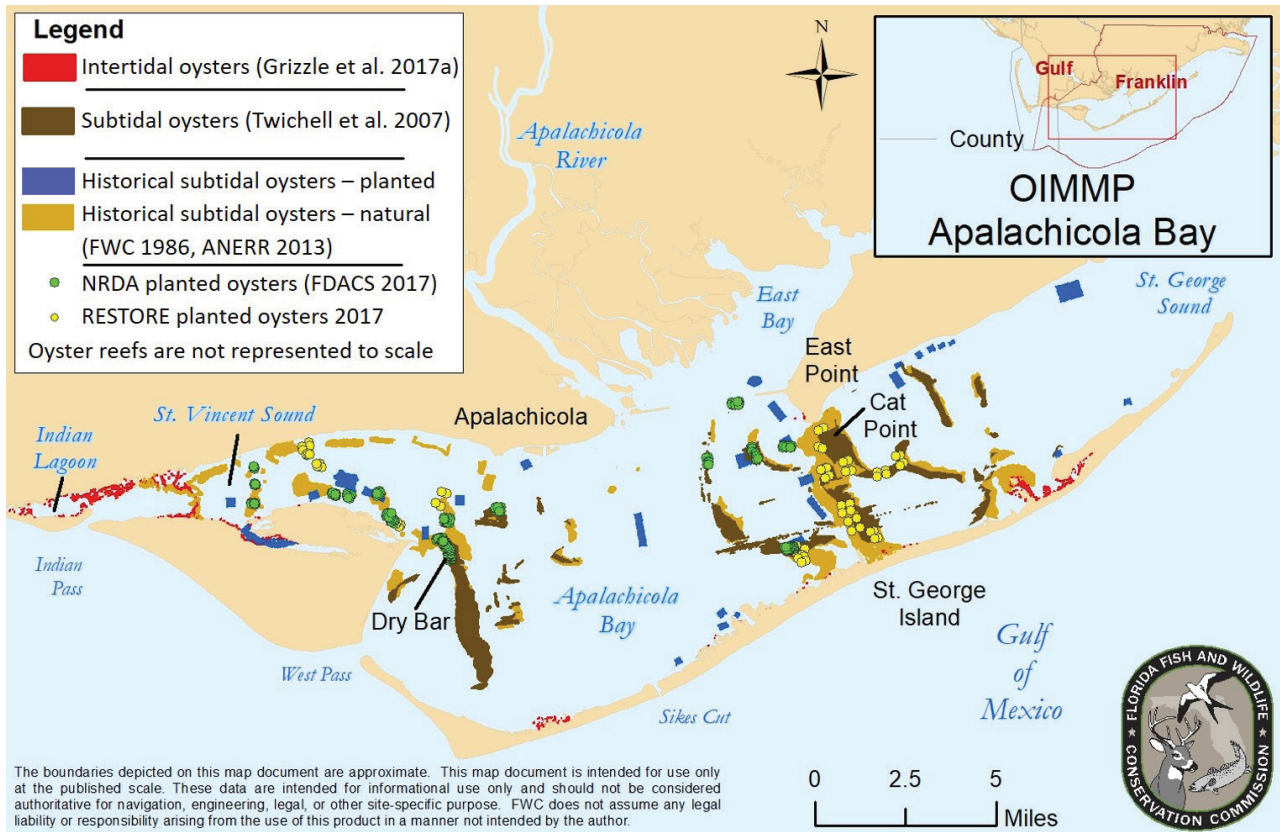 Legend
Intertidal oysters (Grizzle et al. 2017a)
Subtidal oysters (Twichell et al. 2007)
Historical subtidal oysters – planted
Historical subtidal oysters – natural
(FWC 1986, ANERR 2013)
NRDA planted oysters (FDACS 2017)
RESTORE planted oysters 2017
Oyster reefs are not represented to scale
N
Gulf
Franklin
County
OIMMP
Apalachicola Bay
Apalachicola
River
St. George
Sound
East
Bay
East
Point
Cat
Point
St. Vincent Sound
Apalachicola
Indian
Lagoon
Indian
Pass
Dry Bar
Apalachicola
Bay
St. George
Island
West Pass
Sikes Cut
Gulf
of
Mexico
The boundaries depicted on this map document are approximate. This map document is intended for use only
at the published scale. These data are intended for informational use only and should not be considered
authoritative for navigation, engineering, legal, or other site-specific purpose. FWC does not assume any legal
liability or responsibility arising from the use of this product in a manner not intended by the author.
0 2.5 5
Miles
FLORIDA FISH AND WILDLIFE
CONSERVATION COMMISSION